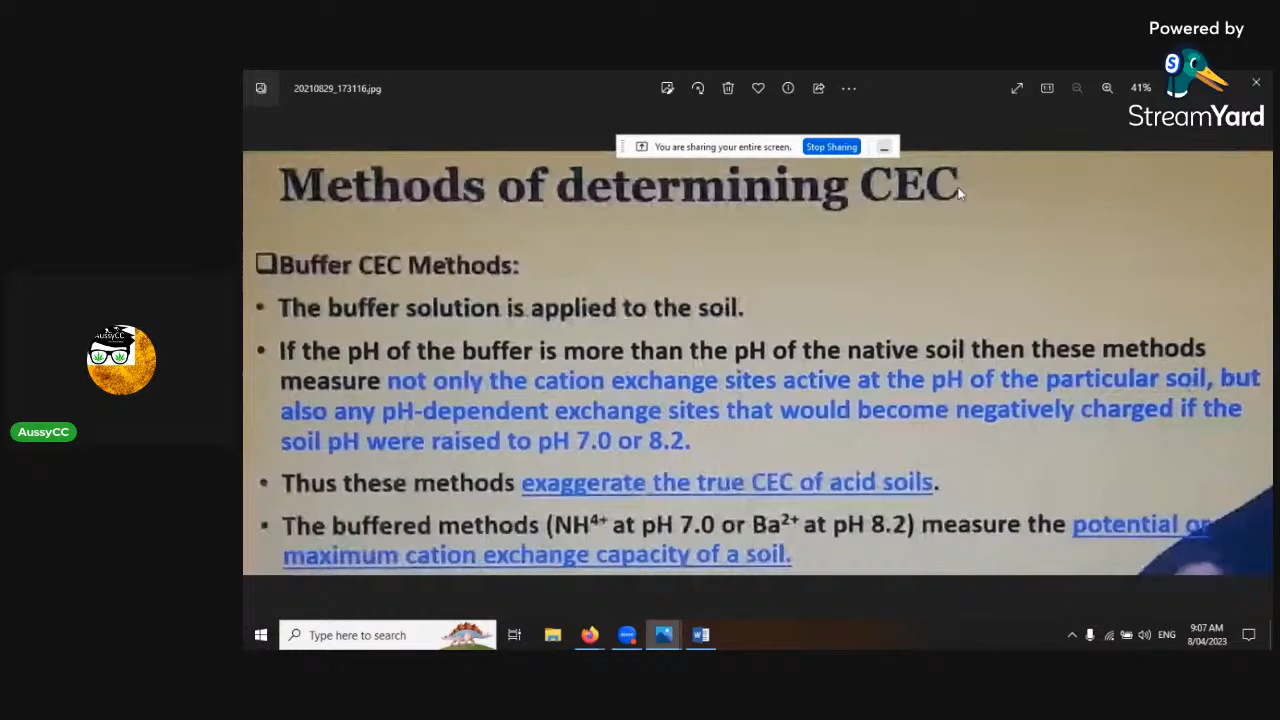 Powered by
StreamYard
20210829_173116.jpg
41%
You are sharing your entire screen.
Stop Sharing
Methods of determining CEC
Buffer CEC Methods:
• The buffer solution is applied to the soil.
• If the pH of the buffer is more than the pH of the native soil then these methods
measure not only the cation exchange sites active at the pH of the particular soil, but
also any pH-dependent exchange sites that would become negatively charged if the
soil pH were raised to pH 7.0 or 8.2.
• Thus these methods exaggerate the true CEC of acid soils.
• The buffered methods (NH⁴⁺ at pH 7.0 or Ba²⁺ at pH 8.2) measure the potential or
maximum cation exchange capacity of a soil.
AussyCC
AussyCC
Type here to search
ENG
9:07 AM
8/04/2023